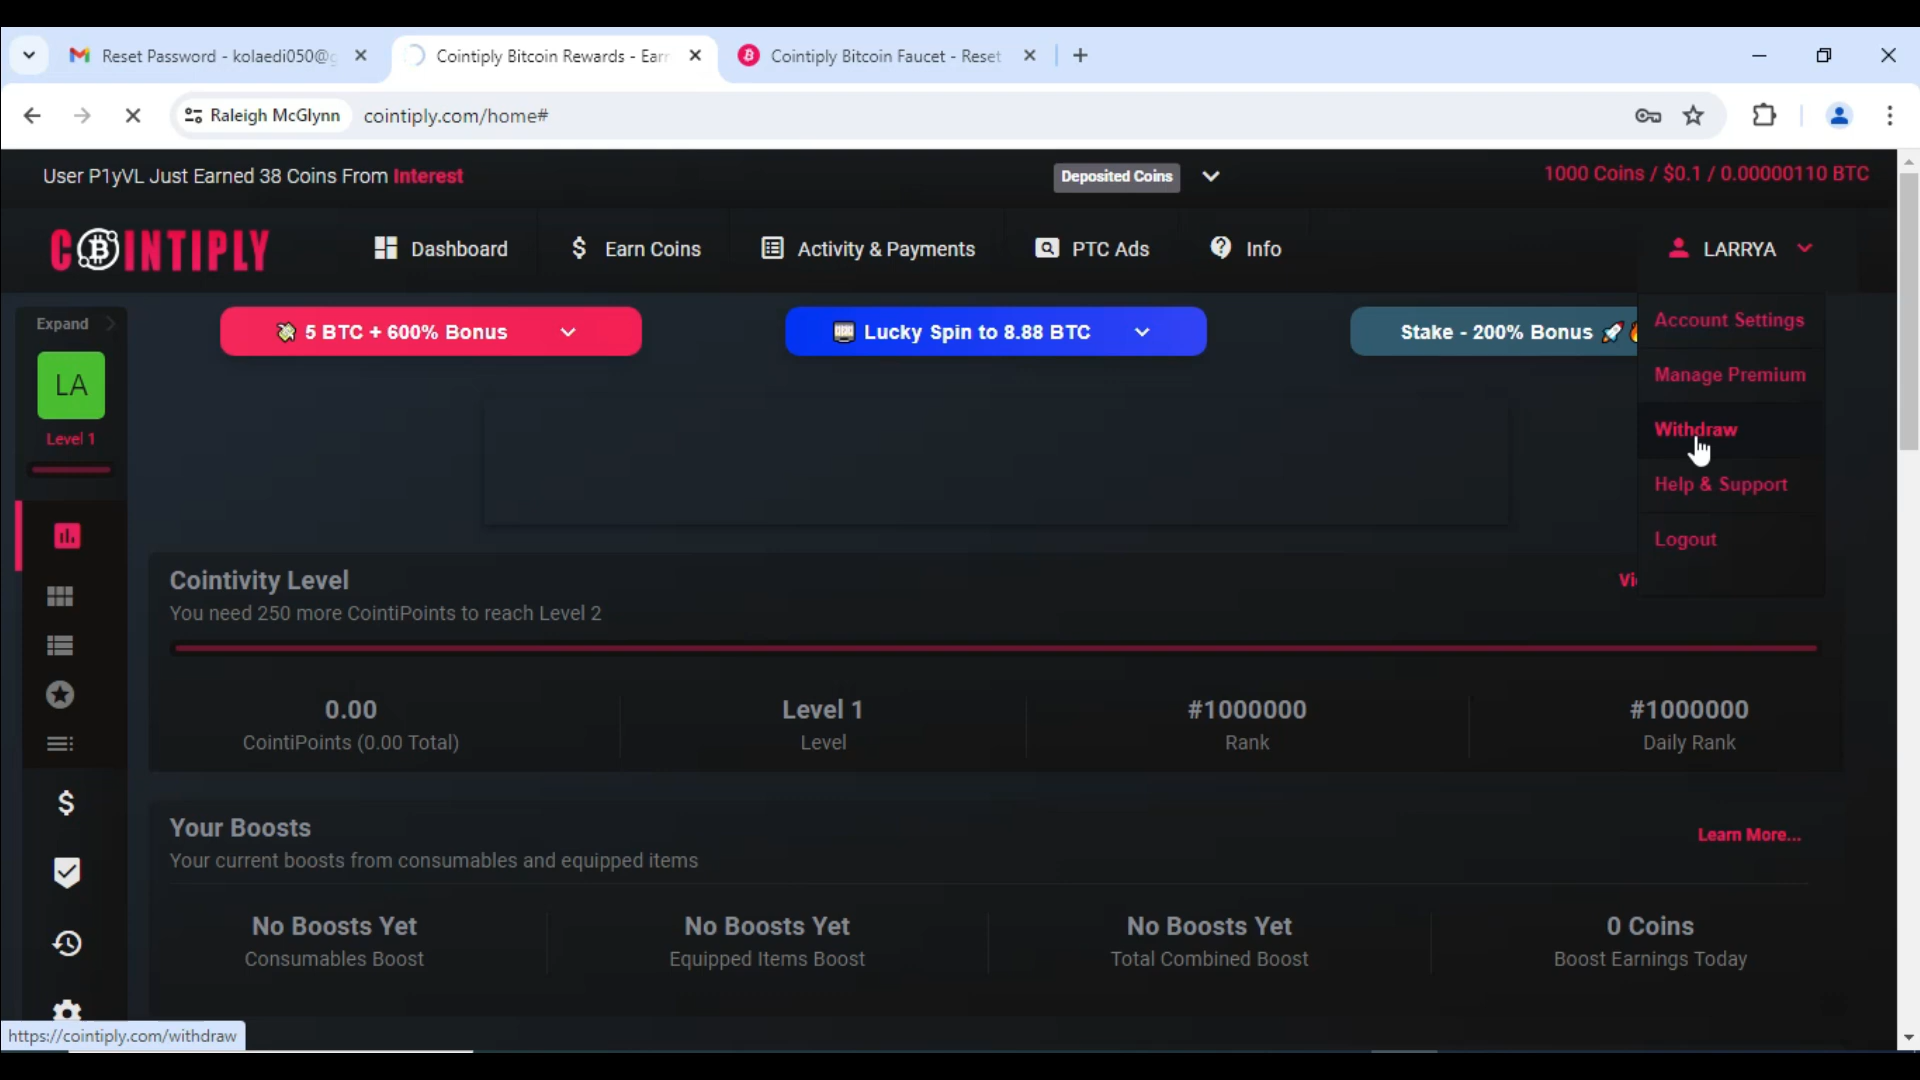 Reset Password - kolaedi050@g
Cointiply Bitcoin Rewards - Earn
Cointiply Bitcoin Faucet - Reset
Raleigh McGlynn
cointiply.com/home#
User P1yVL Just Earned 38 Coins From Interest
Deposited Coins
1000 Coins / $0.1 / 0.00000110 BTC
COINTIPLY
Dashboard
Earn Coins
Activity & Payments
PTC Ads
Info
LARRYA
Expand
5 BTC + 600% Bonus
Lucky Spin to 8.88 BTC
Stake - 200% Bonus
Account Settings
Manage Premium
Withdraw
Help & Support
Logout
LA
Level 1
Cointivity Level
Vi
You need 250 more CointiPoints to reach Level 2
0.00
Level 1
#1000000
#1000000
CointiPoints (0.00 Total)
Level
Rank
Daily Rank
Your Boosts
Learn More...
Your current boosts from consumables and equipped items
No Boosts Yet
No Boosts Yet
No Boosts Yet
0 Coins
Consumables Boost
Equipped Items Boost
Total Combined Boost
Boost Earnings Today
https://cointiply.com/withdraw